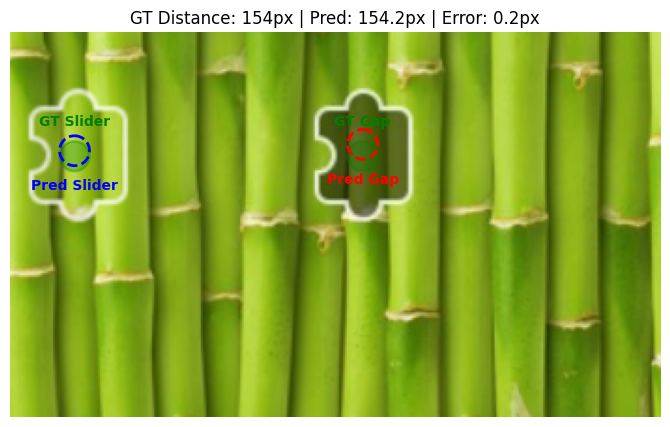 GT Distance: 154px | Pred: 154.2px | Error: 0.2px
GT Slider
GT Gap
Pred Gap
Pred Slider